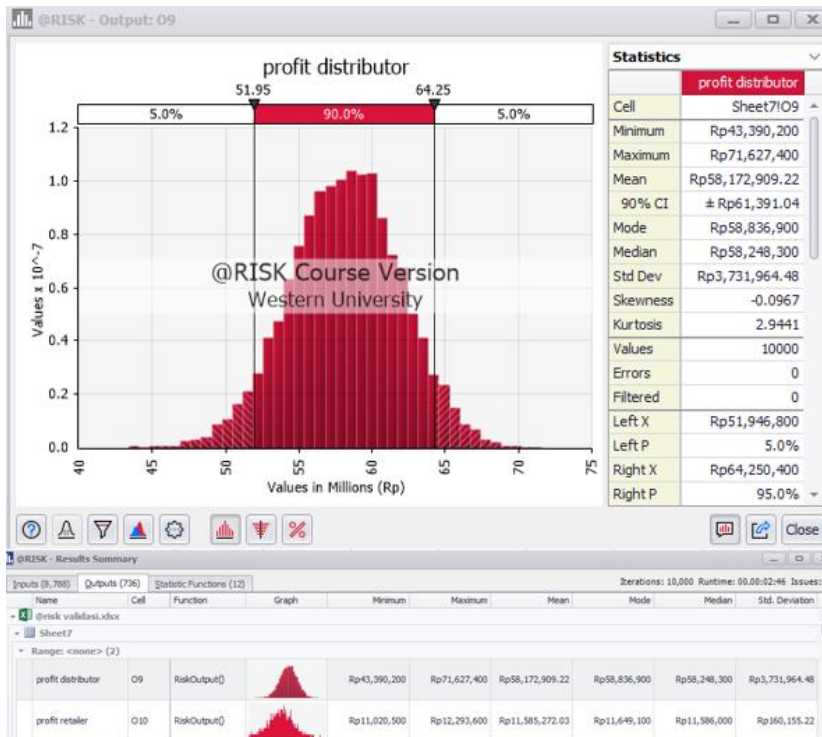 @RISK - Output: O9
profit distributor
51.95 64.25
5.0% 90.0% 5.0%
1.2
1.0
0.8
0.6
0.4
0.2
0.0
Values x 10^-7
@RISK Course Version
Western University
40 45 50 55 60 65 70 75
Values in Millions (Rp)
Statistics
profit distributor
Cell Sheet7!O9
Minimum Rp43,390,200
Maximum Rp71,627,400
Mean Rp58,172,909.22
90% CI ± Rp61,391.04
Mode Rp58,836,900
Median Rp58,248,300
Std Dev Rp3,731,964.48
Skewness -0.0967
Kurtosis 2.9441
Values 10000
Errors 0
Filtered 0
Left X Rp51,946,800
Left P 5.0%
Right X Rp64,250,400
Right P 95.0%
Close
@RISK - Results Summary
Inputs (8,788) Outputs (736) Statistic Functions (12) Iterations: 10,000 Runtime: 00.00:02:46 Issues:
Name Cell Function Graph Minimum Maximum Mean Mode Median Std. Deviation
@risk validasi.xlsx
Sheet7
Range: <none> (2)
profit distributor O9 RiskOutput() Rp43,390,200 Rp71,627,400 Rp58,172,909.22 Rp58,836,900 Rp58,248,300 Rp3,731,964.48
profit retailer O10 RiskOutput() Rp11,020,500 Rp12,293,600 Rp11,585,272.03 Rp11,649,100 Rp11,586,000 Rp160,155.22